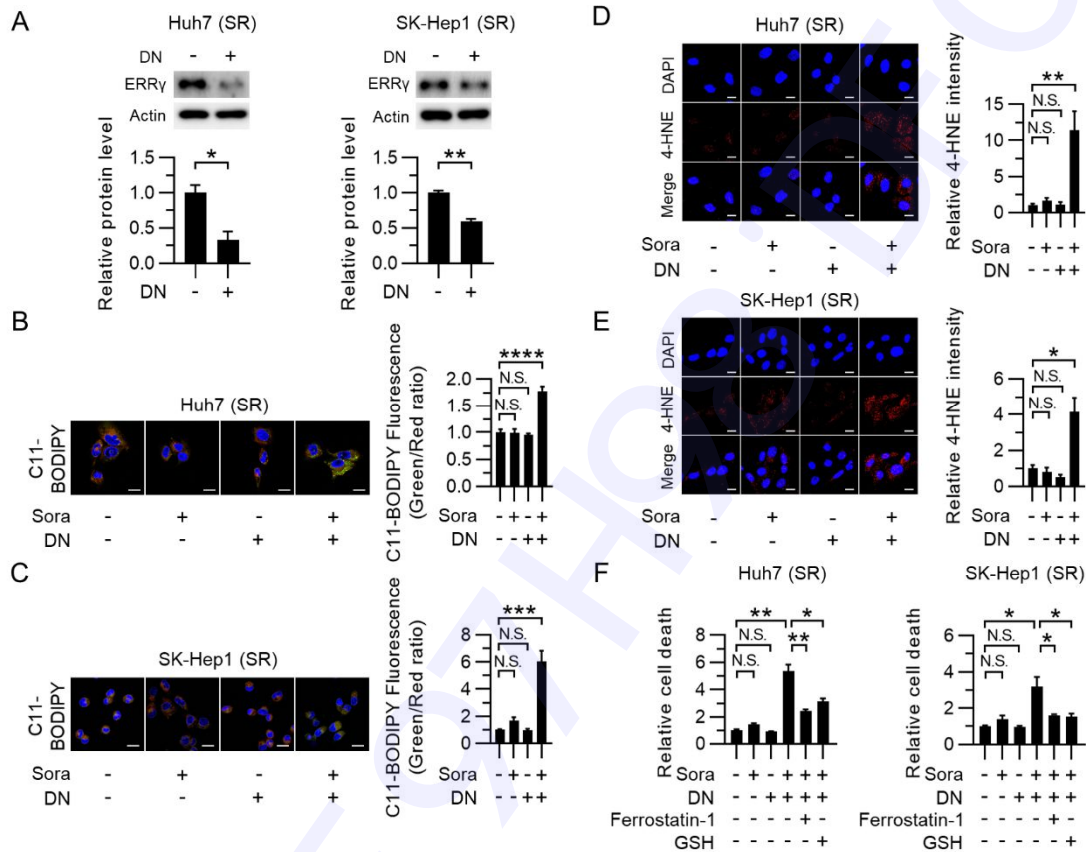 A
Huh7 (SR)
DN - +
ERRγ
Actin
Relative protein level
1.5
1.0
0.5
0.0
*
- +
DN
SK-Hep1 (SR)
DN - +
ERRγ
Actin
Relative protein level
1.5
1.0
0.5
0.0
**
- +
DN
B
Huh7 (SR)
C11-
BODIPY
Sora - + - +
DN - - + +
C11-BODIPY Fluorescence
(Green/Red ratio)
2.0
1.5
1.0
0.5
0.0
****
N.S.
N.S.
Sora - + - +
DN - - + +
C
SK-Hep1 (SR)
C11-
BODIPY
Sora - + - +
DN - - + +
C11-BODIPY Fluorescence
(Green/Red ratio)
8
6
4
2
0
***
N.S.
N.S.
Sora - + - +
DN - - + +
D
Huh7 (SR)
DAPI
4-HNE
Merge
Sora - + - +
DN - - + +
Relative 4-HNE intensity
15
10
5
0
**
N.S.
N.S.
Sora - + - +
DN - - + +
E
SK-Hep1 (SR)
DAPI
4-HNE
Merge
Sora - + - +
DN - - + +
Relative 4-HNE intensity
6
4
2
0
*
N.S.
N.S.
Sora - + - +
DN - - + +
F
Huh7 (SR)
Relative cell death
8
6
4
2
0
** *
N.S. **
N.S.
Sora - + - + + +
DN - - + + + +
Ferrostatin-1 - - - - + -
GSH - - - - - +
SK-Hep1 (SR)
Relative cell death
5
4
3
2
1
0
* *
N.S. *
N.S.
Sora - + - + + +
DN - - + + + +
Ferrostatin-1 - - - - + -
GSH - - - - - +